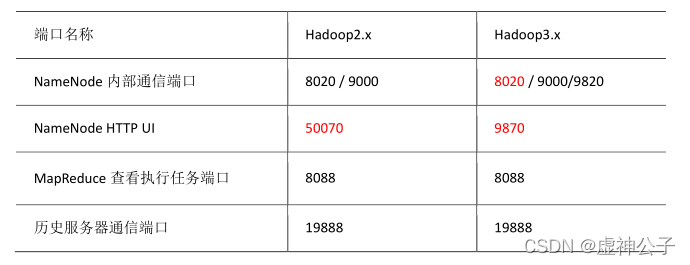 端口名称 Hadoop2.x Hadoop3.x
NameNode 内部通信端口 8020 / 9000 8020 / 9000/9820
NameNode HTTP UI 50070 9870
MapReduce 查看执行任务端口 8088 8088
历史服务器通信端口 19888 19888
CSDN @虚神公子